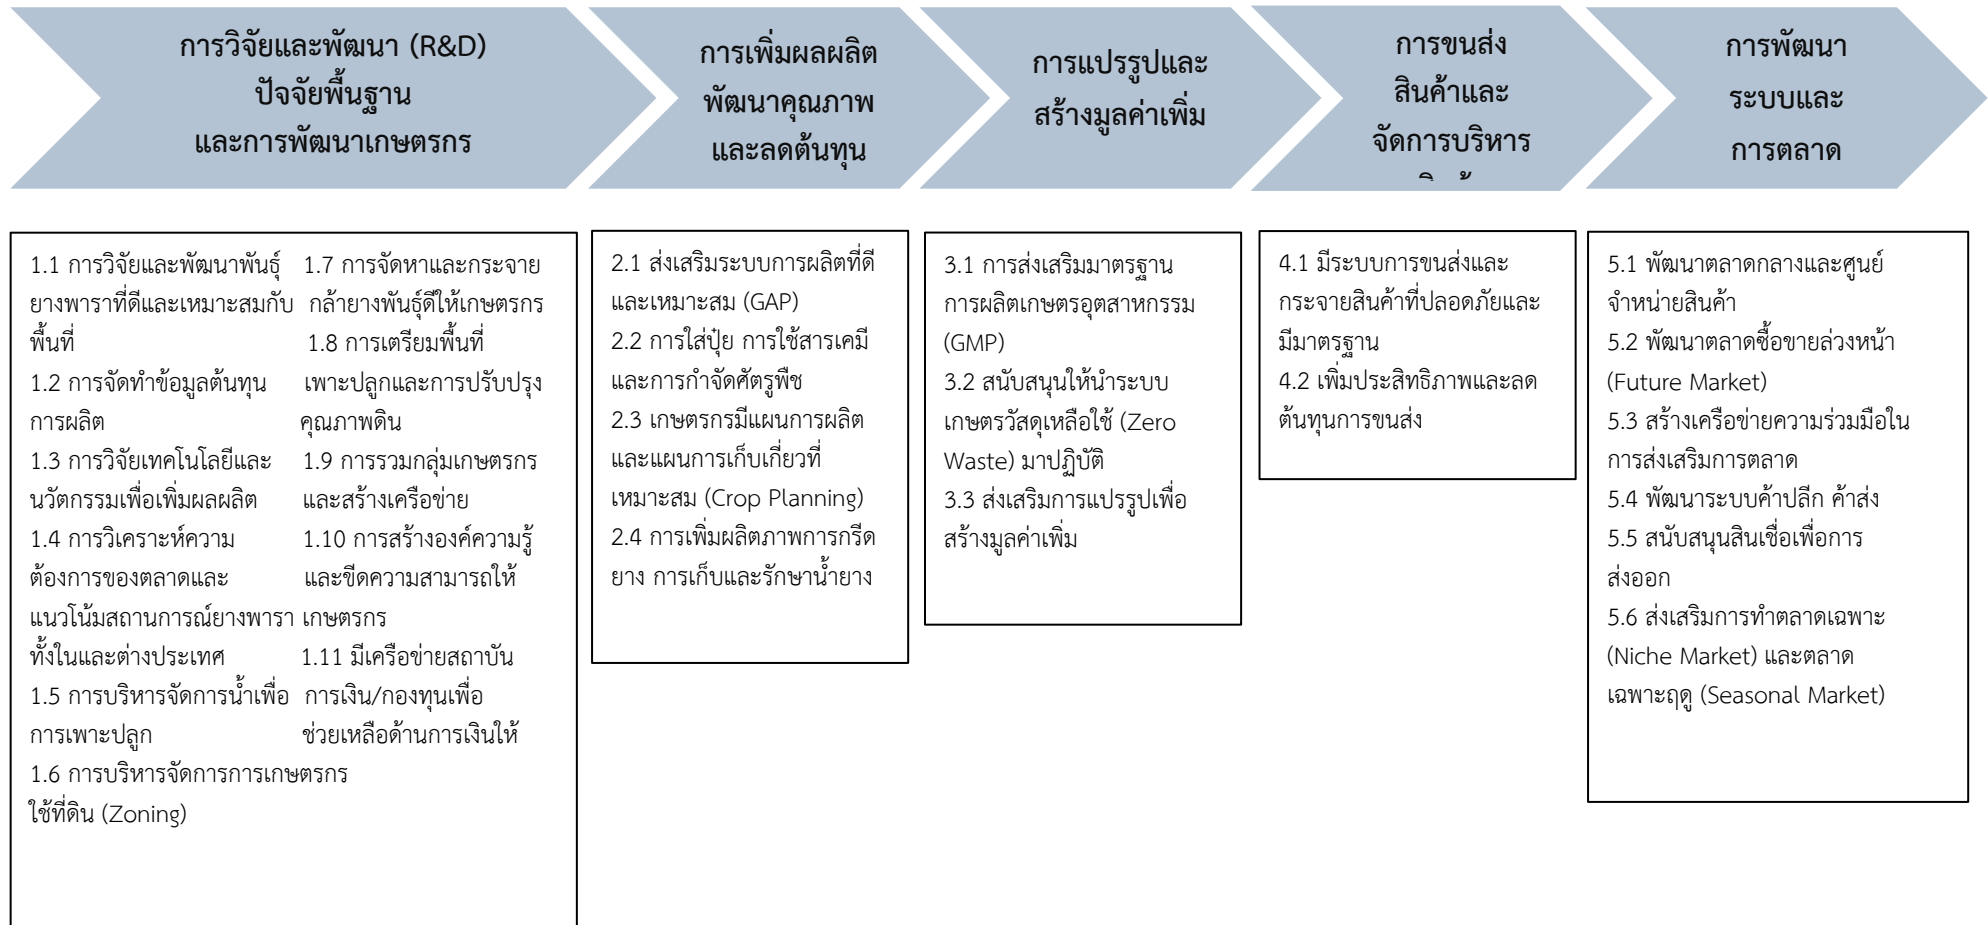 การวิจัยและพัฒนา (R&D)
ปัจจัยพื้นฐาน
และการพัฒนาเกษตรกร
การเพิ่มผลผลิต
พัฒนาคุณภาพ
และลดต้นทุน
การแปรรูปและ
สร้างมูลค่าเพิ่ม
การขนส่ง
สินค้าและ
จัดการบริหาร
การพัฒนา
ระบบและ
การตลาด
1.1 การวิจัยและพัฒนาพันธุ์
ยางพาราที่ดีและเหมาะสมกับ
พื้นที่
1.2 การจัดทำข้อมูลต้นทุน
การผลิต
1.3 การวิจัยเทคโนโลยีและ
นวัตกรรมเพื่อเพิ่มผลผลิต
1.4 การวิเคราะห์ความ
ต้องการของตลาดและ
แนวโน้มสถานการณ์ยางพารา
ทั้งในและต่างประเทศ
1.5 การบริหารจัดการน้ำเพื่อ
การเพาะปลูก
1.6 การบริหารจัดการการเกษตรกร
ใช้ที่ดิน (Zoning)
1.7 การจัดหาและกระจาย
กล้ายางพันธุ์ดีให้เกษตรกร
1.8 การเตรียมพื้นที่
เพาะปลูกและการปรับปรุง
คุณภาพดิน
1.9 การรวมกลุ่มเกษตรกร
และสร้างเครือข่าย
1.10 การสร้างองค์ความรู้
และขีดความสามารถให้
เกษตรกร
1.11 มีเครือข่ายสถาบัน
การเงิน/กองทุนเพื่อ
ช่วยเหลือด้านการเงินให้
2.1 ส่งเสริมระบบการผลิตที่ดี
และเหมาะสม (GAP)
2.2 การใส่ปุ๋ย การใช้สารเคมี
และการกำจัดศัตรูพืช
2.3 เกษตรกรมีแผนการผลิต
และแผนการเก็บเกี่ยวที่
เหมาะสม (Crop Planning)
2.4 การเพิ่มผลิตภาพการกรีด
ยาง การเก็บและรักษาน้ำยาง
3.1 การส่งเสริมมาตรฐาน
การผลิตเกษตรอุตสาหกรรม
(GMP)
3.2 สนับสนุนให้นำระบบ
เกษตรวัสดุเหลือใช้ (Zero
Waste) มาปฏิบัติ
3.3 ส่งเสริมการแปรรูปเพื่อ
สร้างมูลค่าเพิ่ม
4.1 มีระบบการขนส่งและ
กระจายสินค้าที่ปลอดภัยและ
มีมาตรฐาน
4.2 เพิ่มประสิทธิภาพและลด
ต้นทุนการขนส่ง
5.1 พัฒนาตลาดกลางและศูนย์
จำหน่ายสินค้า
5.2 พัฒนาตลาดซื้อขายล่วงหน้า
(Future Market)
5.3 สร้างเครือข่ายความร่วมมือใน
การส่งเสริมการตลาด
5.4 พัฒนาระบบค้าปลีก ค้าส่ง
5.5 สนับสนุนสินเชื่อเพื่อการ
ส่งออก
5.6 ส่งเสริมการทำตลาดเฉพาะ
(Niche Market) และตลาด
เฉพาะฤดู (Seasonal Market)